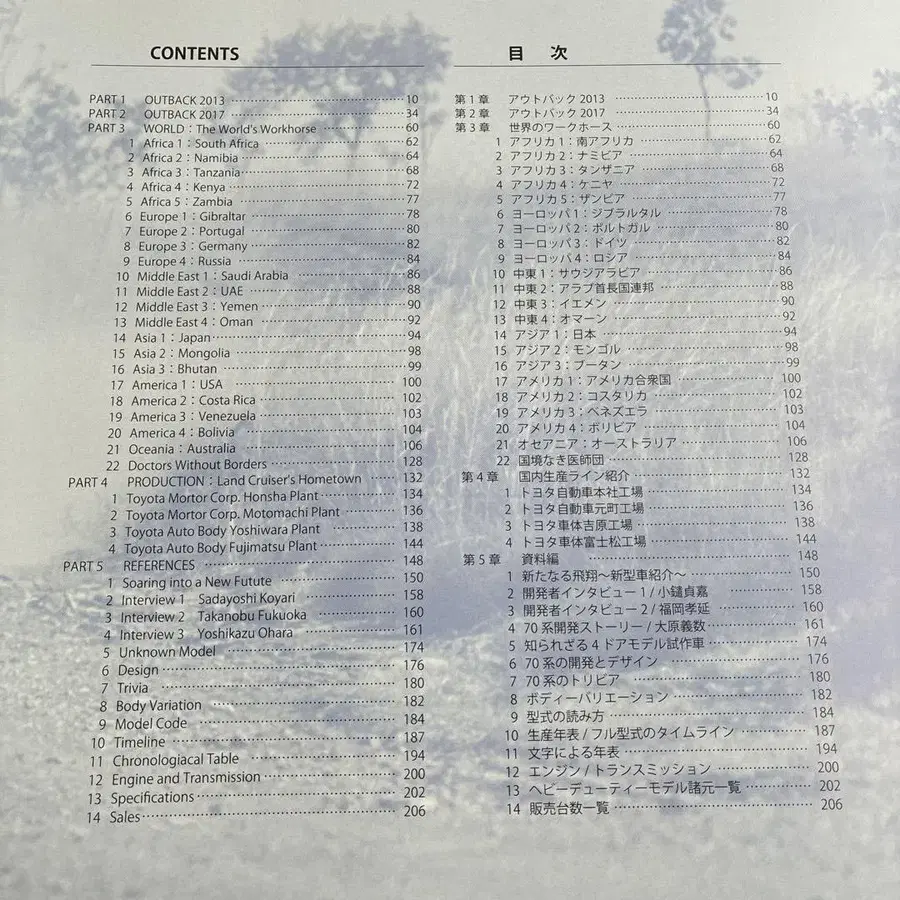 CONTENTS
PART 1 OUTBACK 2013 10
PART 2 OUTBACK 2017 34
PART 3 WORLD：The World's Workhorse 60
1 Africa 1：South Africa 62
2 Africa 2：Namibia 64
3 Africa 3：Tanzania 68
4 Africa 4：Kenya 72
5 Africa 5：Zambia 77
6 Europe 1：Gibraltar 78
7 Europe 2：Portugal 80
8 Europe 3：Germany 82
9 Europe 4：Russia 84
10 Middle East 1：Saudi Arabia 86
11 Middle East 2：UAE 88
12 Middle East 3：Yemen 90
13 Middle East 4：Oman 92
14 Asia 1：Japan 94
15 Asia 2：Mongolia 98
16 Asia 3：Bhutan 99
17 America 1：USA 100
18 America 2：Costa Rica 102
19 America 3：Venezuela 103
20 America 4：Bolivia 104
21 Oceania：Australia 106
22 Doctors Without Borders 128
PART 4 PRODUCTION：Land Cruiser's Hometown 132
1 Toyota Mortor Corp. Honsha Plant 134
2 Toyota Mortor Corp. Motomachi Plant 136
3 Toyota Auto Body Yoshiwara Plant 138
4 Toyota Auto Body Fujimatsu Plant 144
PART 5 REFERENCES 148
1 Soaring into a New Futute 150
2 Interview 1 Sadayoshi Koyari 158
3 Interview 2 Takanobu Fukuoka 160
4 Interview 3 Yoshikazu Ohara 161
5 Unknown Model 174
6 Design 176
7 Trivia 180
8 Body Variation 182
9 Model Code 184
10 Timeline 187
11 Chronologiacal Table 194
12 Engine and Transmission 200
13 Specifications 202
14 Sales 206
目 次
第1章 アウトバック 2013 10
第2章 アウトバック 2017 34
第3章 世界のワークホース 60
1 アフリカ 1：南アフリカ 62
2 アフリカ 2：ナミビア 64
3 アフリカ 3：タンザニア 68
4 アフリカ 4：ケニヤ 72
5 アフリカ 5：ザンビア 77
6 ヨーロッパ 1：ジブラルタル 78
7 ヨーロッパ 2：ポルトガル 80
8 ヨーロッパ 3：ドイツ 82
9 ヨーロッパ 4：ロシア 84
10 中東 1：サウジアラビア 86
11 中東 2：アラブ首長国連邦 88
12 中東 3：イエメン 90
13 中東 4：オマーン 92
14 アジア 1：日本 94
15 アジア 2：モンゴル 98
16 アジア 3：ブータン 99
17 アメリカ 1：アメリカ合衆国 100
18 アメリカ 2：コスタリカ 102
19 アメリカ 3：ベネズエラ 103
20 アメリカ 4：ボリビア 104
21 オセアニア：オーストラリア 106
22 国境なき医師団 128
第4章 国内生産ライン紹介 132
1 トヨタ自動車本社工場 134
2 トヨタ自動車元町工場 136
3 トヨタ車体吉原工場 138
4 トヨタ車体富士松工場 144
第5章 資料編 148
1 新たなる飛翔～新型車紹介～ 150
2 開発者インタビュー 1 / 小鑓貞嘉 158
3 開発者インタビュー 2 / 福岡孝延 160
4 70系開発ストーリー / 大原義数 161
5 知られざる 4 ドアモデル試作車 174
6 70系の開発とデザイン 176
7 70系のトリビア 180
8 ボディーバリエーション 182
9 型式の読み方 184
10 生産年表 / フル型式のタイムライン 187
11 文字による年表 194
12 エンジン / トランスミッション 200
13 ヘビーデューティーモデル諸元一覧 202
14 販売台数一覧 206